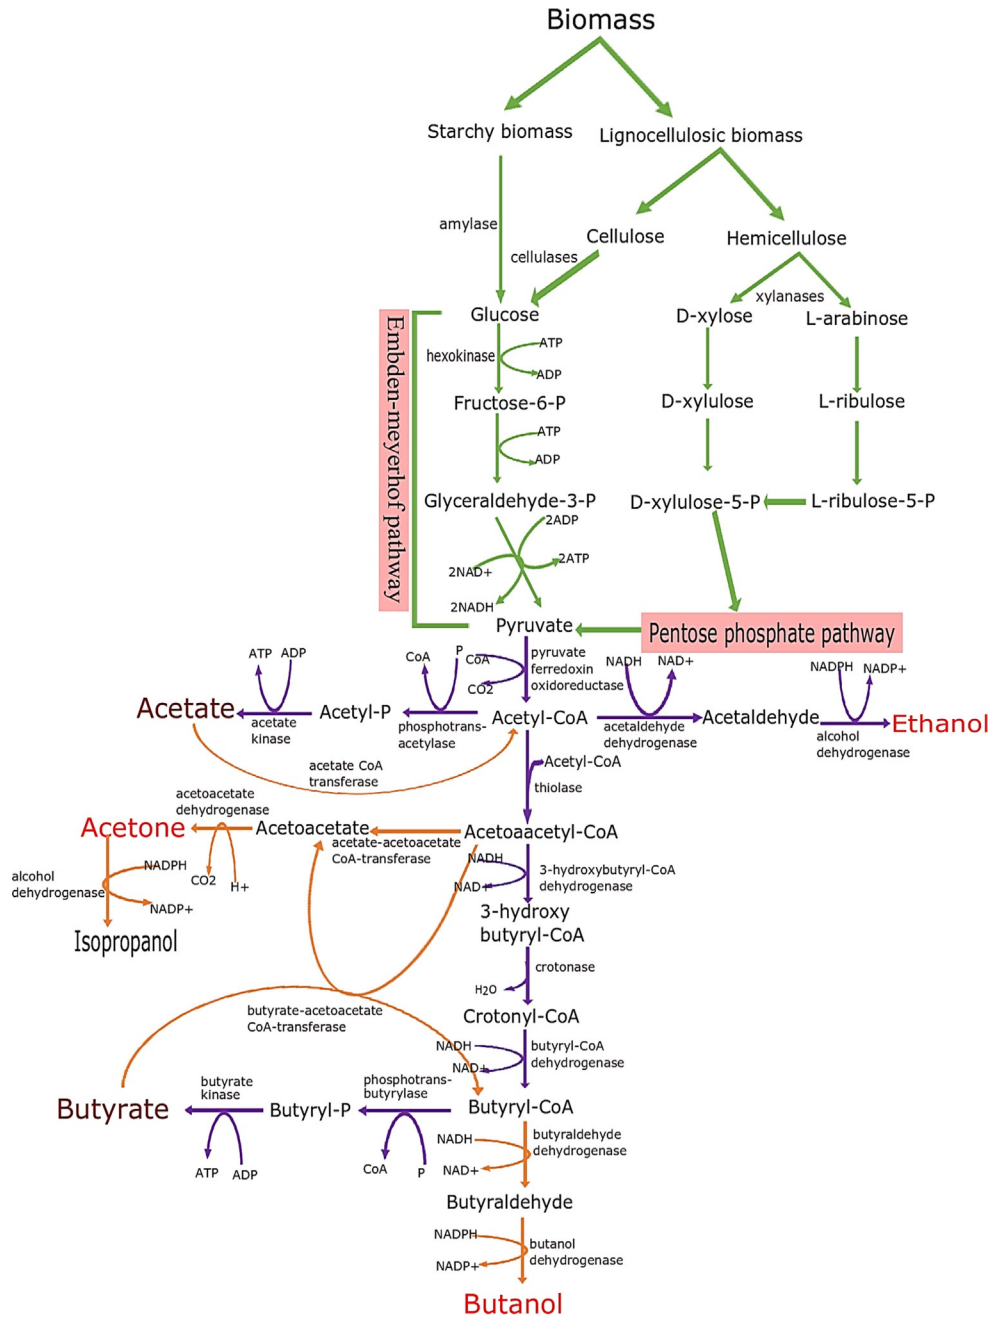 Biomass
Starchy biomass
Lignocellulosic biomass
amylase
cellulases
Cellulose
Hemicellulose
xylanases
Glucose
D-xylose
L-arabinose
Embden-meyerhof pathway
hexokinase
ATP
ADP
Fructose-6-P
D-xylulose
L-ribulose
ATP
ADP
Glyceraldehyde-3-P
D-xylulose-5-P
L-ribulose-5-P
2ADP
2ATP
2NAD+
2NADH
Pyruvate
Pentose phosphate pathway
ATP
ADP
CoA
P
CoA
CO2
pyruvate
ferredoxin
oxidoreductase
NADH
NAD+
NADPH
NADP+
Acetate
acetate
kinase
Acetyl-P
phosphotrans-
acetylase
Acetyl-CoA
acetaldehyde
dehydrogenase
Acetaldehyde
alcohol
dehydrogenase
Ethanol
acetate CoA
transferase
Acetyl-CoA
thiolase
acetoacetate
dehydrogenase
Acetone
Acetoacetate
acetate-acetoacetate
CoA-transferase
Acetoaacetyl-CoA
CO2
H+
alcohol
dehydrogenase
NADPH
NADP+
Isopropanol
NADH
NAD+
3-hydroxybutyryl-CoA
dehydrogenase
3-hydroxy
butyryl-CoA
crotonase
H2O
butyrate-acetoacetate
CoA-transferase
Crotonyl-CoA
NADH
NAD+
butyryl-CoA
dehydrogenase
Butyrate
butyrate
kinase
ATP
ADP
Butyryl-P
phosphotrans-
butyrylase
CoA
P
Butyryl-CoA
NADH
NAD+
butyraldehyde
dehydrogenase
Butyraldehyde
NADPH
NADP+
butanol
dehydrogenase
Butanol